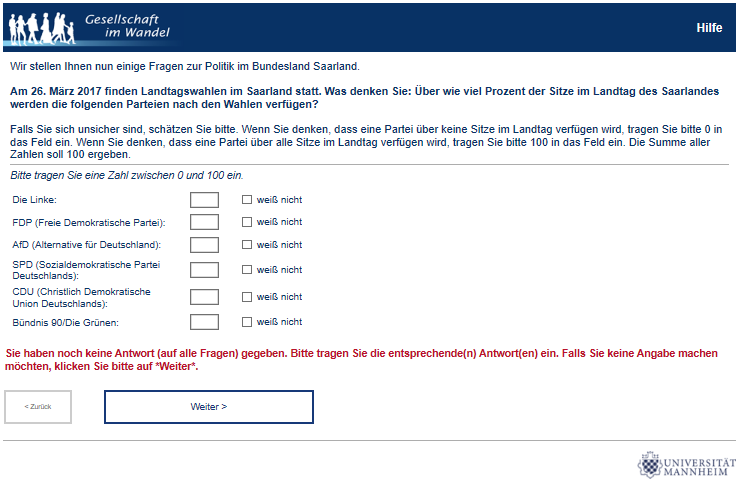 Gesellschaft
im Wandel
Hilfe
Wir stellen Ihnen nun einige Fragen zur Politik im Bundesland Saarland.
Am 26. März 2017 finden Landtagswahlen im Saarland statt. Was denken Sie: Über wie viel Prozent der Sitze im Landtag des Saarlandes
werden die folgenden Parteien nach den Wahlen verfügen?
Falls Sie sich unsicher sind, schätzen Sie bitte. Wenn Sie denken, dass eine Partei über keine Sitze im Landtag verfügen wird, tragen Sie bitte 0 in
das Feld ein. Wenn Sie denken, dass eine Partei über alle Sitze im Landtag verfügen wird, tragen Sie bitte 100 in das Feld ein. Die Summe aller
Zahlen soll 100 ergeben.
Bitte tragen Sie eine Zahl zwischen 0 und 100 ein.
Die Linke: weiß nicht
FDP (Freie Demokratische Partei): weiß nicht
AfD (Alternative für Deutschland): weiß nicht
SPD (Sozialdemokratische Partei
Deutschlands): weiß nicht
CDU (Christlich Demokratische
Union Deutschlands): weiß nicht
Bündnis 90/Die Grünen: weiß nicht
Sie haben noch keine Antwort (auf alle Fragen) gegeben. Bitte tragen Sie die entsprechende(n) Antwort(en) ein. Falls Sie keine Angabe machen
möchten, klicken Sie bitte auf *Weiter*.
< Zurück
Weiter >
UNIVERSITÄT
MANNHEIM